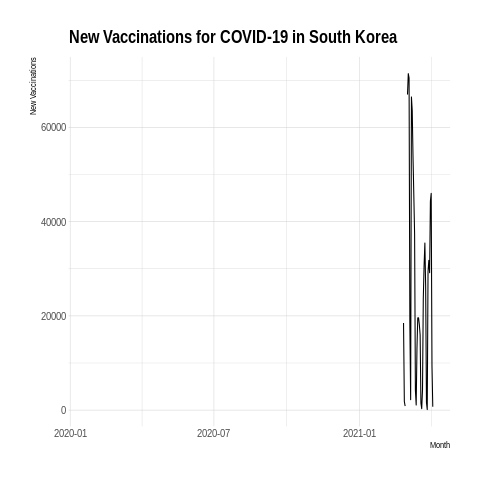 New Vaccinations for COVID-19 in South Korea
New Vaccinations
60000
40000
20000
0
2020-01
2020-07
2021-01
Month